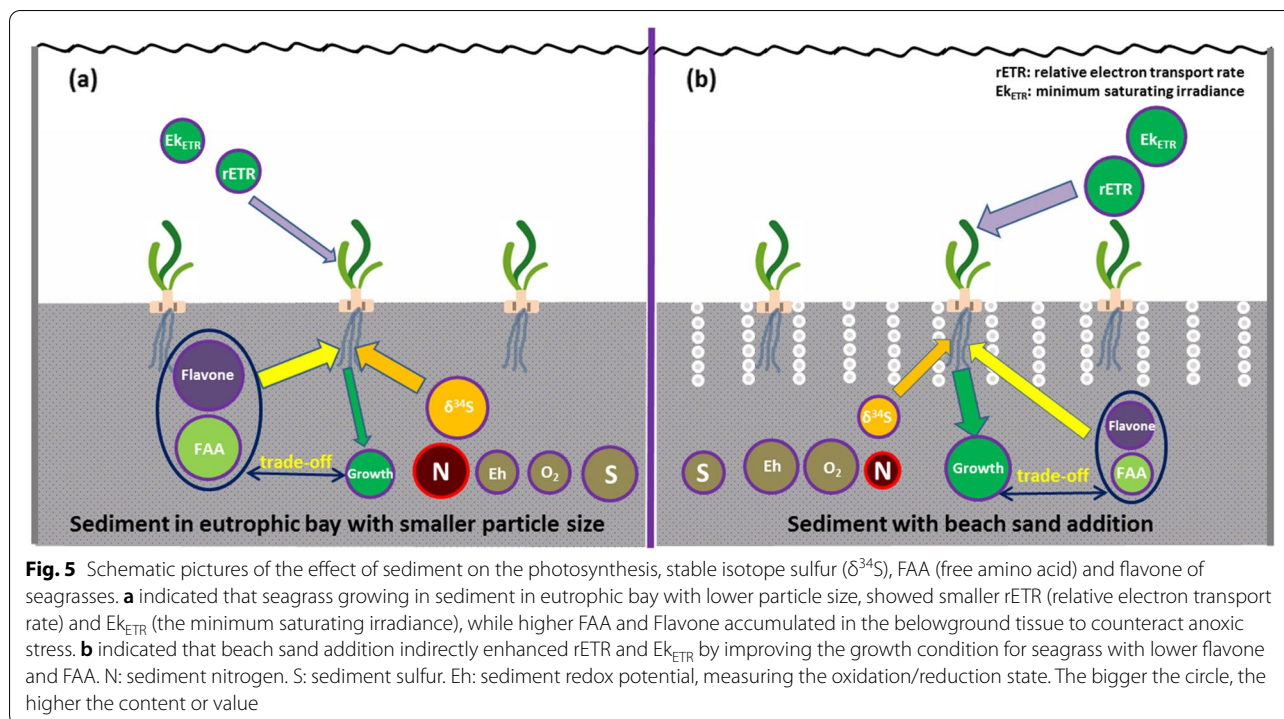 (a)
Ek_ETR
rETR
Flavone
FAA
trade-off
Growth
δ³⁴S
N
Eh
O₂
S
Sediment in eutrophic bay with smaller particle size
(b)
rETR: relative electron transport rate
Ek_ETR: minimum saturating irradiance
Ek_ETR
rETR
S
Eh
O₂
δ³⁴S
N
Growth
trade-off
Flavone
FAA
Sediment with beach sand addition
Fig. 5 Schematic pictures of the effect of sediment on the photosynthesis, stable isotope sulfur (δ³⁴S), FAA (free amino acid) and flavone of
seagrasses. a indicated that seagrass growing in sediment in eutrophic bay with lower particle size, showed smaller rETR (relative electron transport
rate) and Ek_ETR (the minimum saturating irradiance), while higher FAA and Flavone accumulated in the belowground tissue to counteract anoxic
stress. b indicated that beach sand addition indirectly enhanced rETR and Ek_ETR by improving the growth condition for seagrass with lower flavone
and FAA. N: sediment nitrogen. S: sediment sulfur. Eh: sediment redox potential, measuring the oxidation/reduction state. The bigger the circle, the
higher the content or value